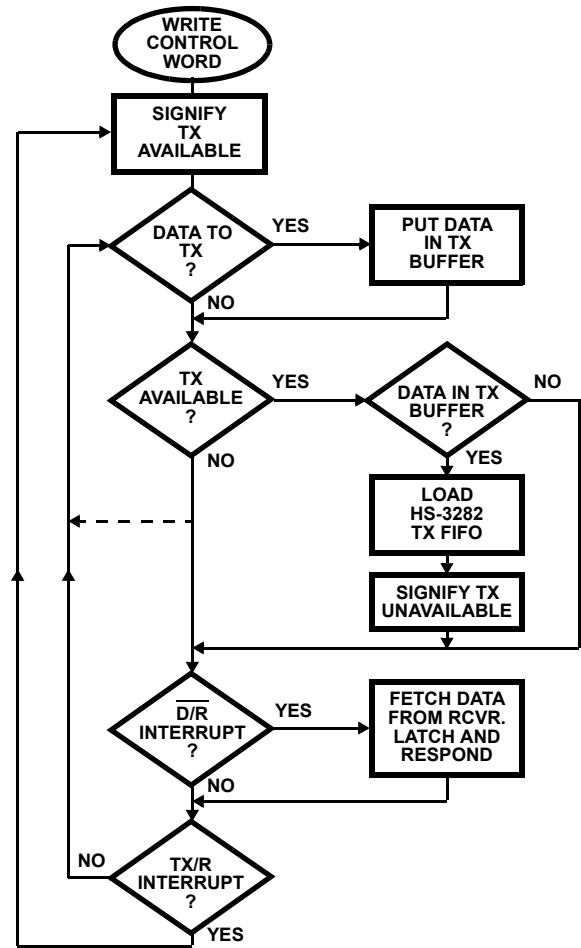 WRITE
CONTROL
WORD
SIGNIFY
TX
AVAILABLE
DATA TO
TX
?
YES
PUT DATA
IN TX
BUFFER
NO
TX
AVAILABLE
?
YES
DATA IN TX
BUFFER
?
NO
NO
YES
LOAD
HS-3282
TX FIFO
SIGNIFY TX
UNAVAILABLE
D/R
INTERRUPT
?
YES
FETCH DATA
FROM RCVR.
LATCH AND
RESPOND
NO
TX/R
INTERRUPT
?
NO
YES